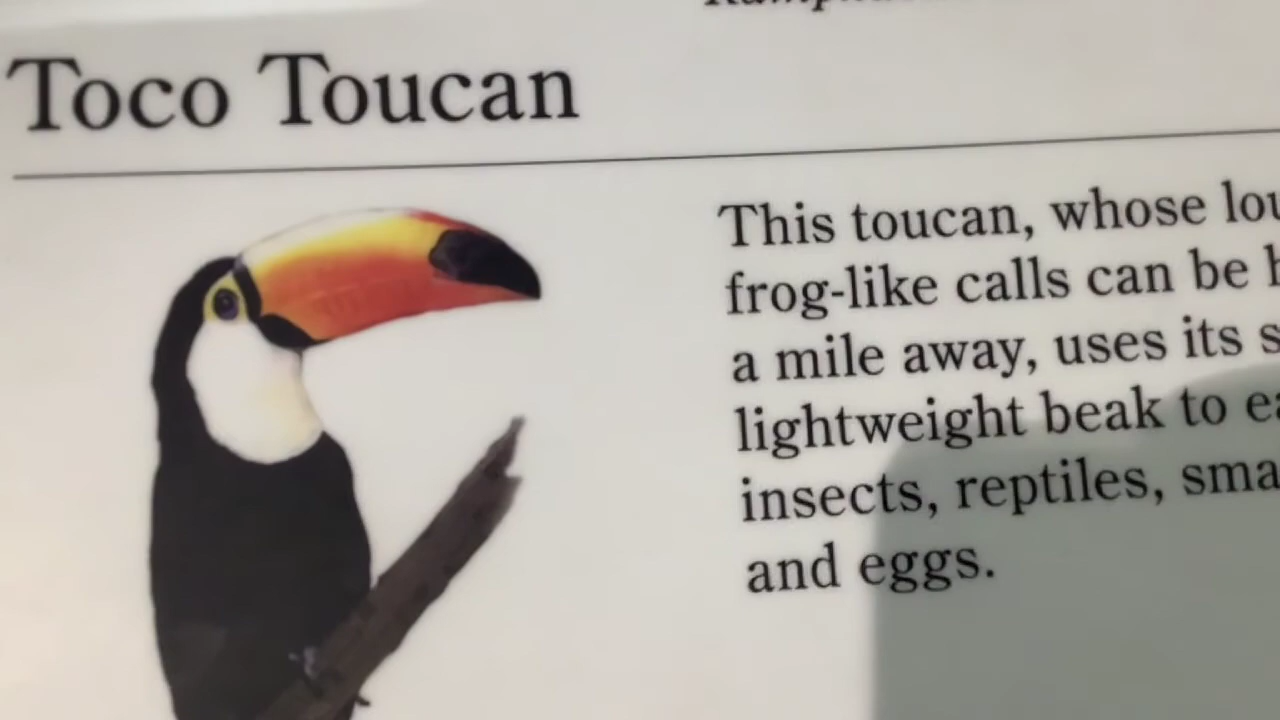 Toco Toucan
This toucan, whose
frog-like calls can be
a mile away, uses its
lightweight beak to
insects, reptiles,
and eggs.